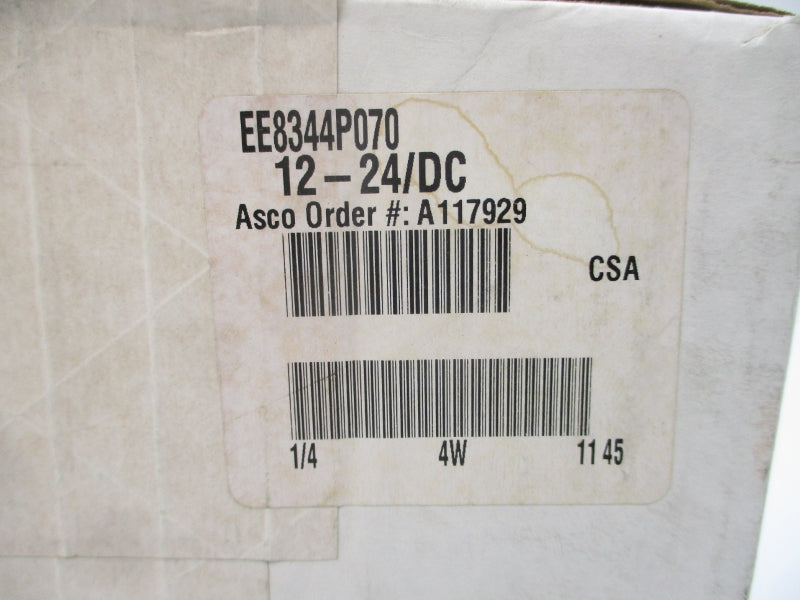 EE8344P070
12-24/DC
Asco Order #: A117929
CSA
1/4 4W 11 45